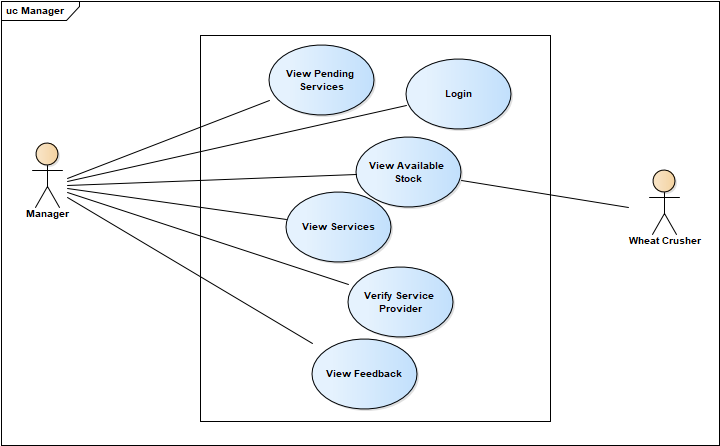 uc Manager
View Pending
Services
Login
View Available
Stock
Manager
View Services
Wheat Crusher
Verify Service
Provider
View Feedback